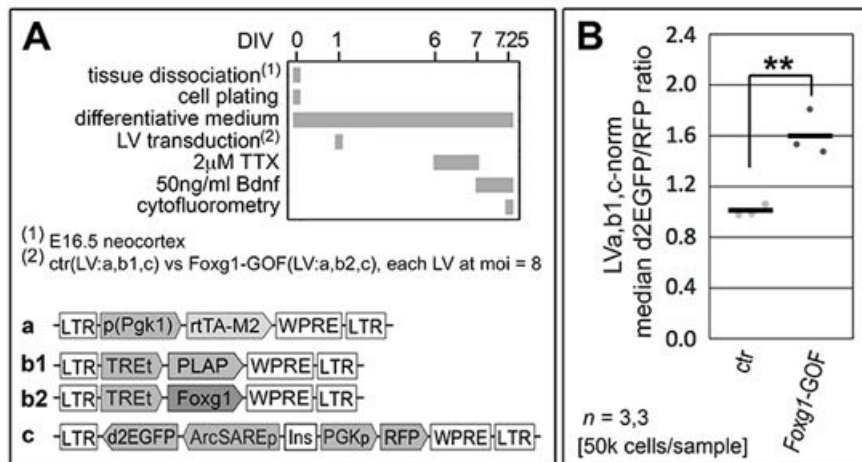 A
DIV
0 1 6 7 7.25
tissue dissociation(1)
cell plating
differentiative medium
LV transduction(2)
2μM TTX
50ng/ml Bdnf
cytofluorometry
(1) E16.5 neocortex
(2) ctr(LV:a,b1,c) vs Foxg1-GOF(LV:a,b2,c), each LV at moi = 8
a LTR p(Pgk1) rtTA-M2 WPRE LTR
b1 LTR TREt PLAP WPRE LTR
b2 LTR TREt Foxg1 WPRE LTR
c LTR d2EGFP ArcSAREp Ins PGKp RFP WPRE LTR
B
LVa,b1,c-norm
median d2EGFP/RFP ratio
2.4
2.0
1.6
1.2
0.8
0.4
0.0
**
ctr
Foxg1-GOF
n = 3,3
[50k cells/sample]